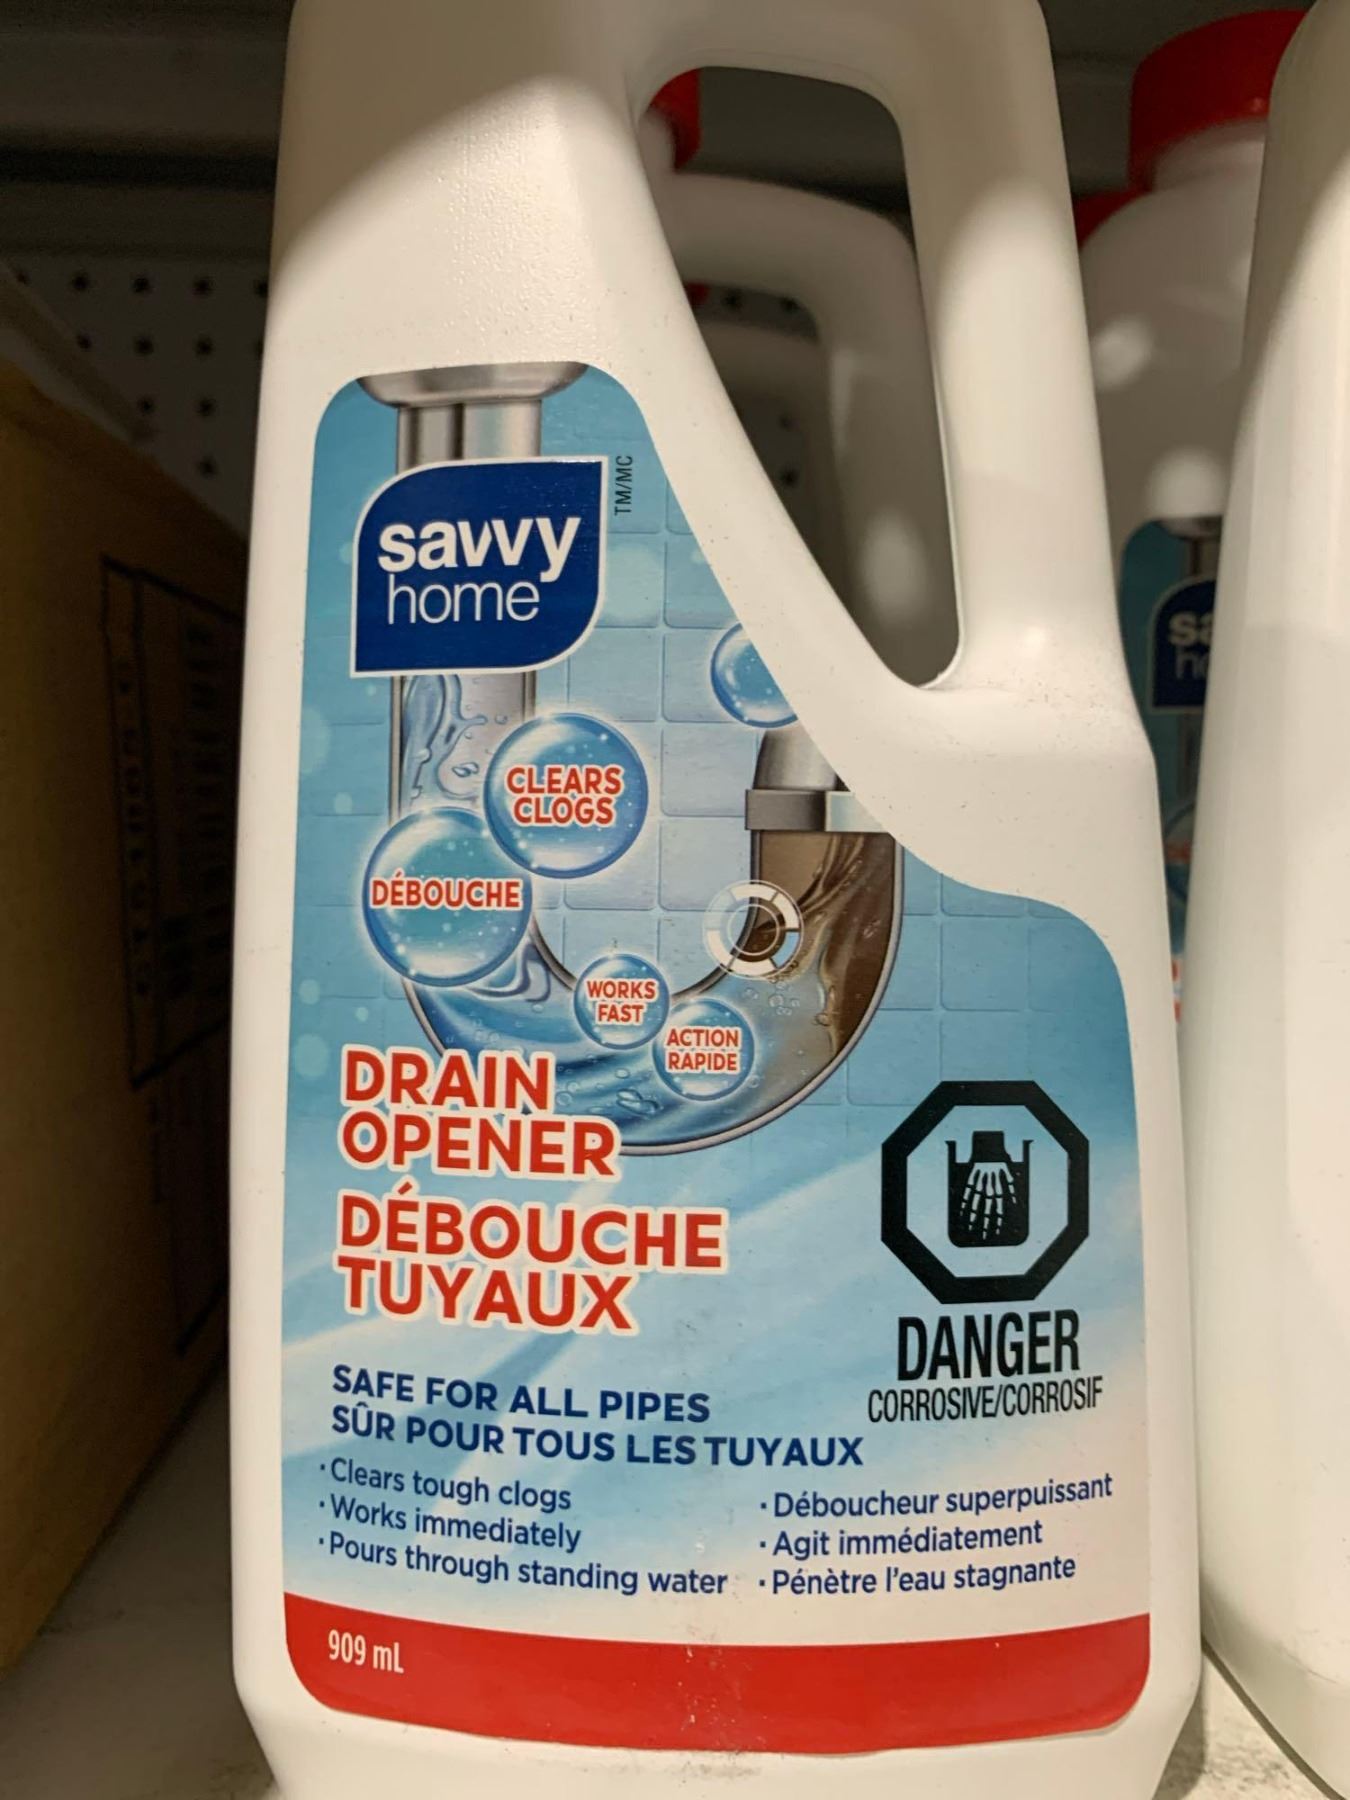 savvy
home
TM/MC
CLEARS
CLOGS
DÉBOUCHE
WORKS
FAST
ACTION
RAPIDE
DRAIN
OPENER
DÉBOUCHE
TUYAUX
DANGER
CORROSIVE/CORROSIF
SAFE FOR ALL PIPES
SÛR POUR TOUS LES TUYAUX
· Clears tough clogs
· Works immediately
· Pours through standing water
· Déboucheur superpuissant
· Agit immédiatement
· Pénètre l'eau stagnante
909 mL